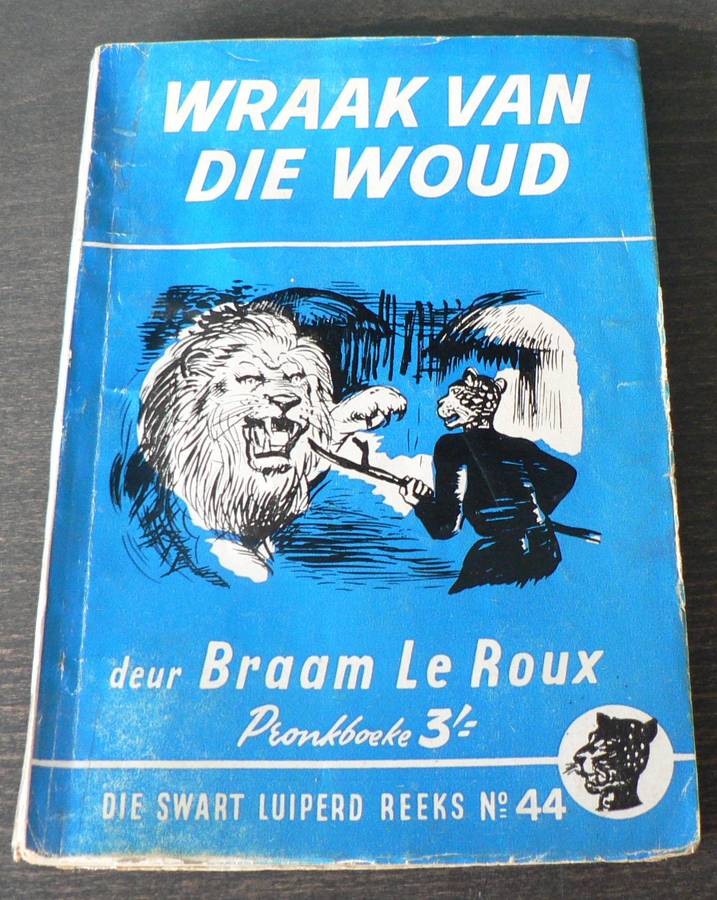 WRAAK VAN
DIE WOUD
deur Braam Le Roux
Pronkboeke 3/=
DIE SWART LUIPERD REEKS Nº 44